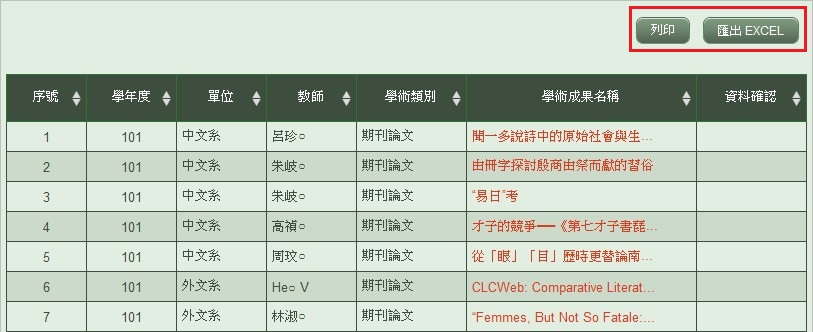 列印 匯出 EXCEL
序號 學年度 單位 教師 學術類別 學術成果名稱 資料確認
1 101 中文系 呂珍○ 期刊論文 聞一多說詩中的原始社會與生...
2 101 中文系 朱岐○ 期刊論文 由冊字探討殷商由祭而獻的習俗
3 101 中文系 朱岐○ 期刊論文 “易日”考
4 101 中文系 高禎○ 期刊論文 才子的競爭──《第七才子書琵...
5 101 中文系 周玟○ 期刊論文 從「眼」「目」歷時更替論南...
6 101 外文系 He○ V 期刊論文 CLCWeb: Comparative Literat...
7 101 外文系 林淑○ 期刊論文 “Femmes, But Not So Fatale:...